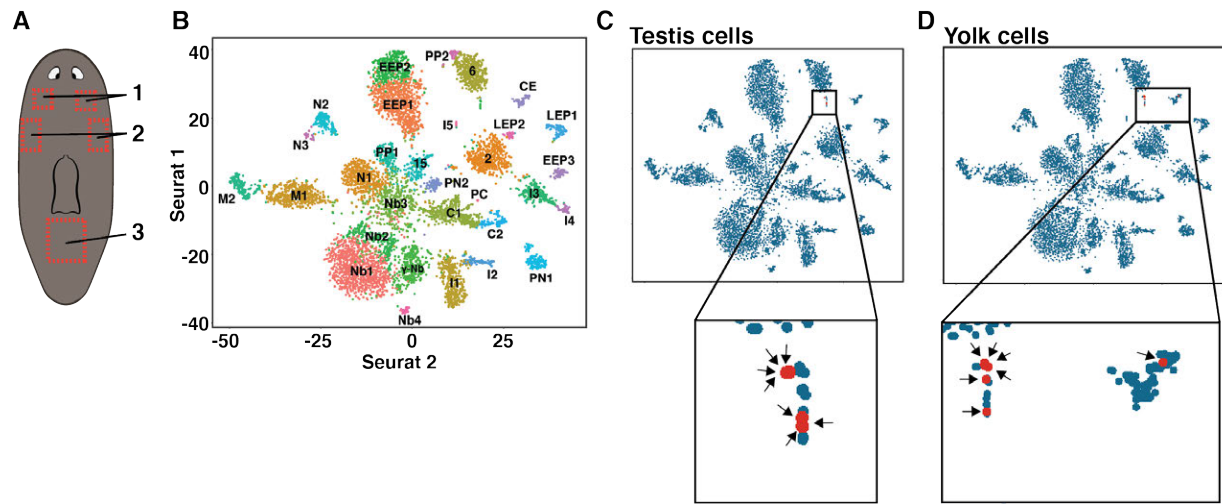 A
1
2
3
B
40
20
0
-20
-40
Seurat 1
-50
-25
0
25
50
Seurat 2
EEP2
EEP1
PP2
6
CE
N2
N3
I5
LEP2
LEP1
PP1
15
2
EEP3
M2
M1
N1
PN2
PC
I3
I4
Nb3
C1
C2
Nb2
Nb1
γ-Nb
I1
I2
PN1
Nb4
C
Testis cells
D
Yolk cells